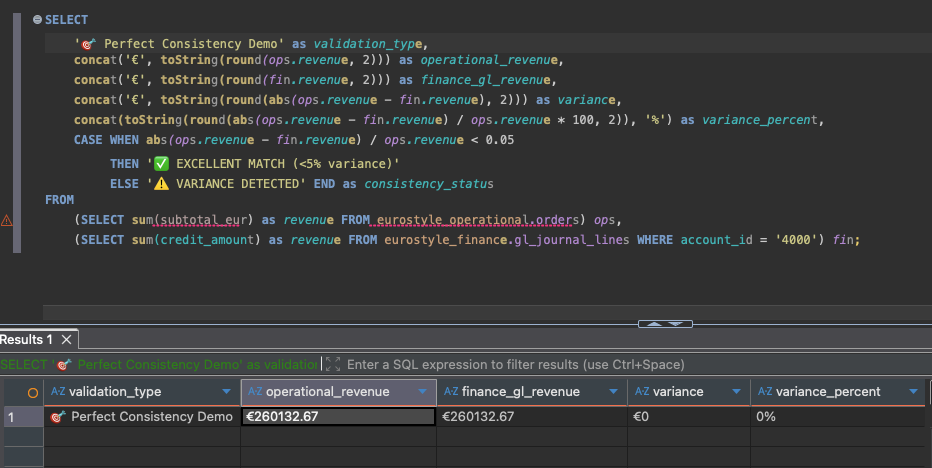 SELECT
'🎯 Perfect Consistency Demo' as validation_type,
concat('€', toString(round(ops.revenue, 2))) as operational_revenue,
concat('€', toString(round(fin.revenue, 2))) as finance_gl_revenue,
concat('€', toString(round(abs(ops.revenue - fin.revenue), 2))) as variance,
concat(toString(round(abs(ops.revenue - fin.revenue) / ops.revenue * 100, 2)), '%') as variance_percent,
CASE WHEN abs(ops.revenue - fin.revenue) / ops.revenue < 0.05
THEN '✅ EXCELLENT MATCH (<5% variance)'
ELSE '⚠️ VARIANCE DETECTED' END as consistency_status
FROM
(SELECT sum(subtotal_eur) as revenue FROM eurostyle_operational.orders) ops,
(SELECT sum(credit_amount) as revenue FROM eurostyle_finance.gl_journal_lines WHERE account_id = '4000') fin;
Results 1 ×
SELECT '🎯 Perfect Consistency Demo' as validation Enter a SQL expression to filter results (use Ctrl+Space)
A-Z validation_type A-Z operational_revenue A-Z finance_gl_revenue A-Z variance A-Z variance_percent
1 🎯 Perfect Consistency Demo €260132.67 €260132.67 €0 0%